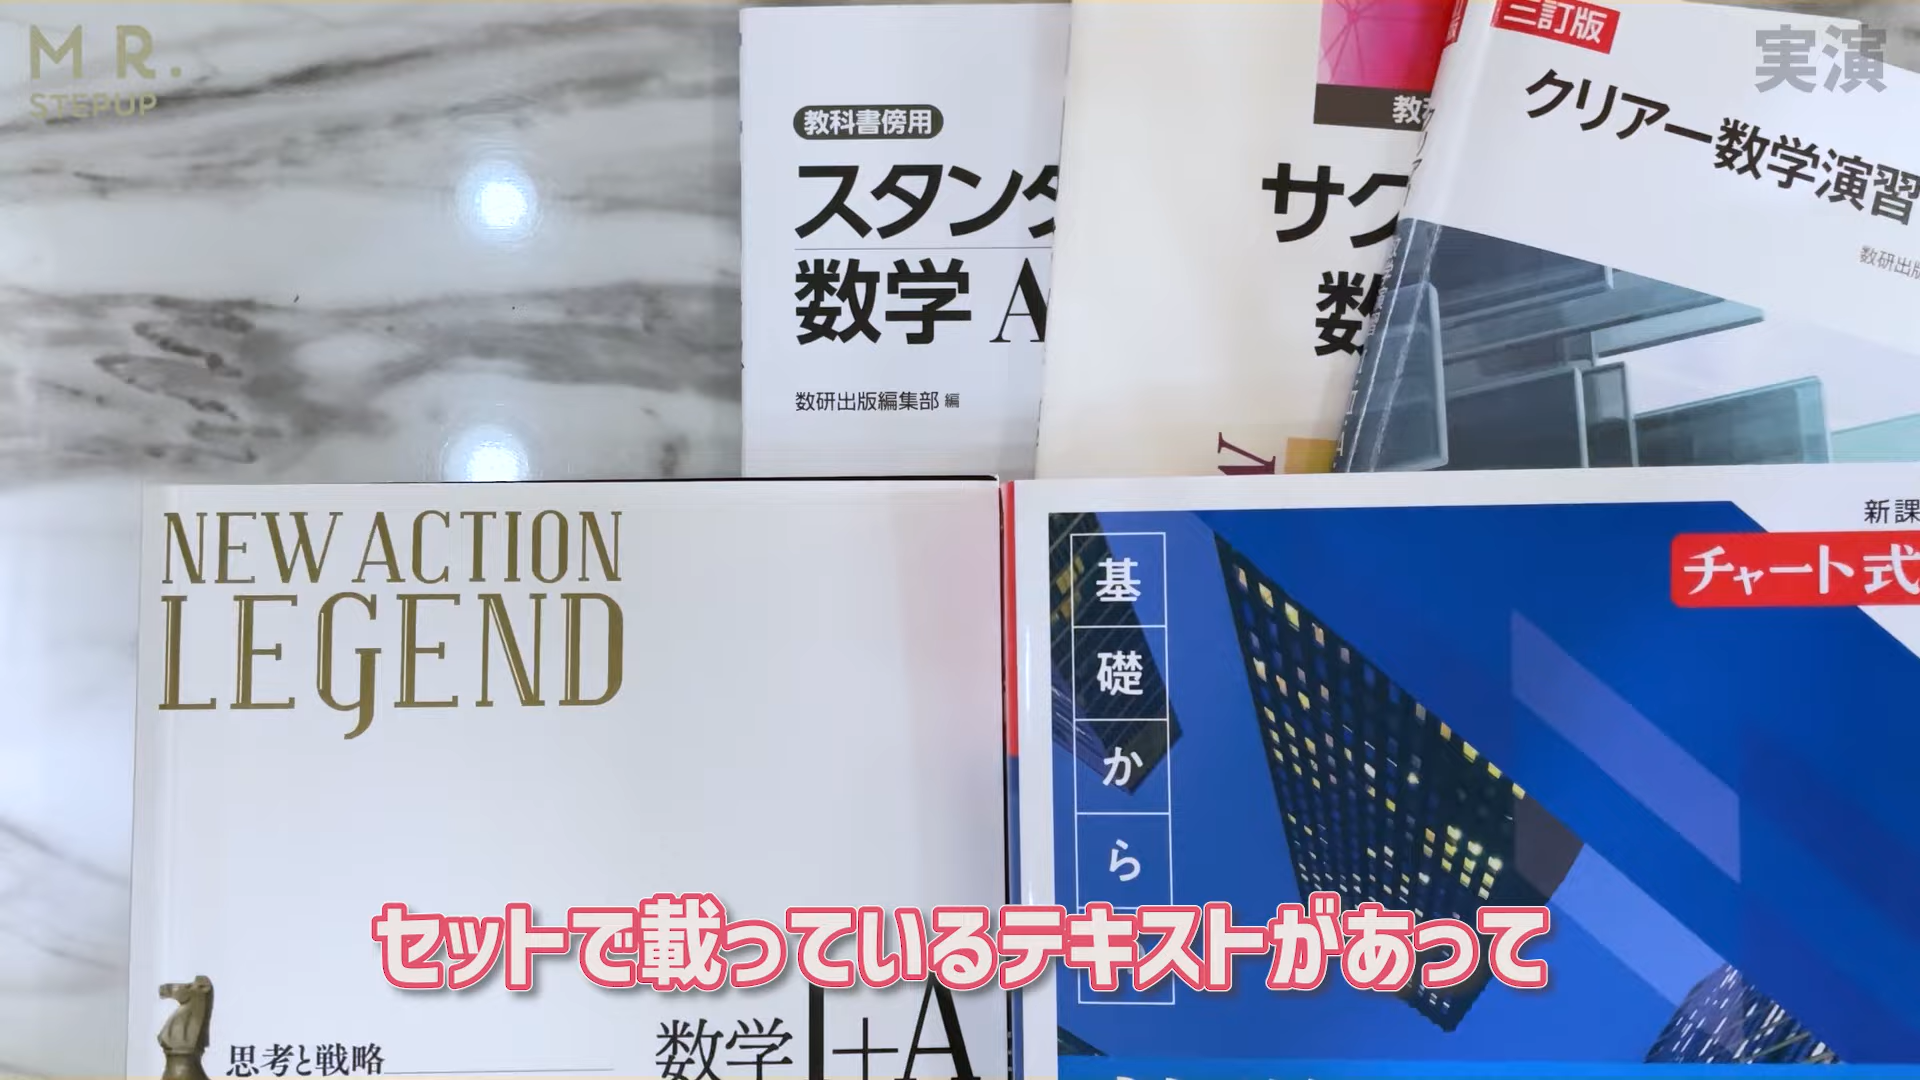 MR.
STEPUP
実演
教科書傍用
スタンダ
数学 A
数研出版編集部 編
教科
サク
数
三訂版
クリアー数学演習
数研出版
NEW ACTION
LEGEND
思考と戦略
数学 I+A
新課
チャート式
基礎から
セットで載っているテキストがあって